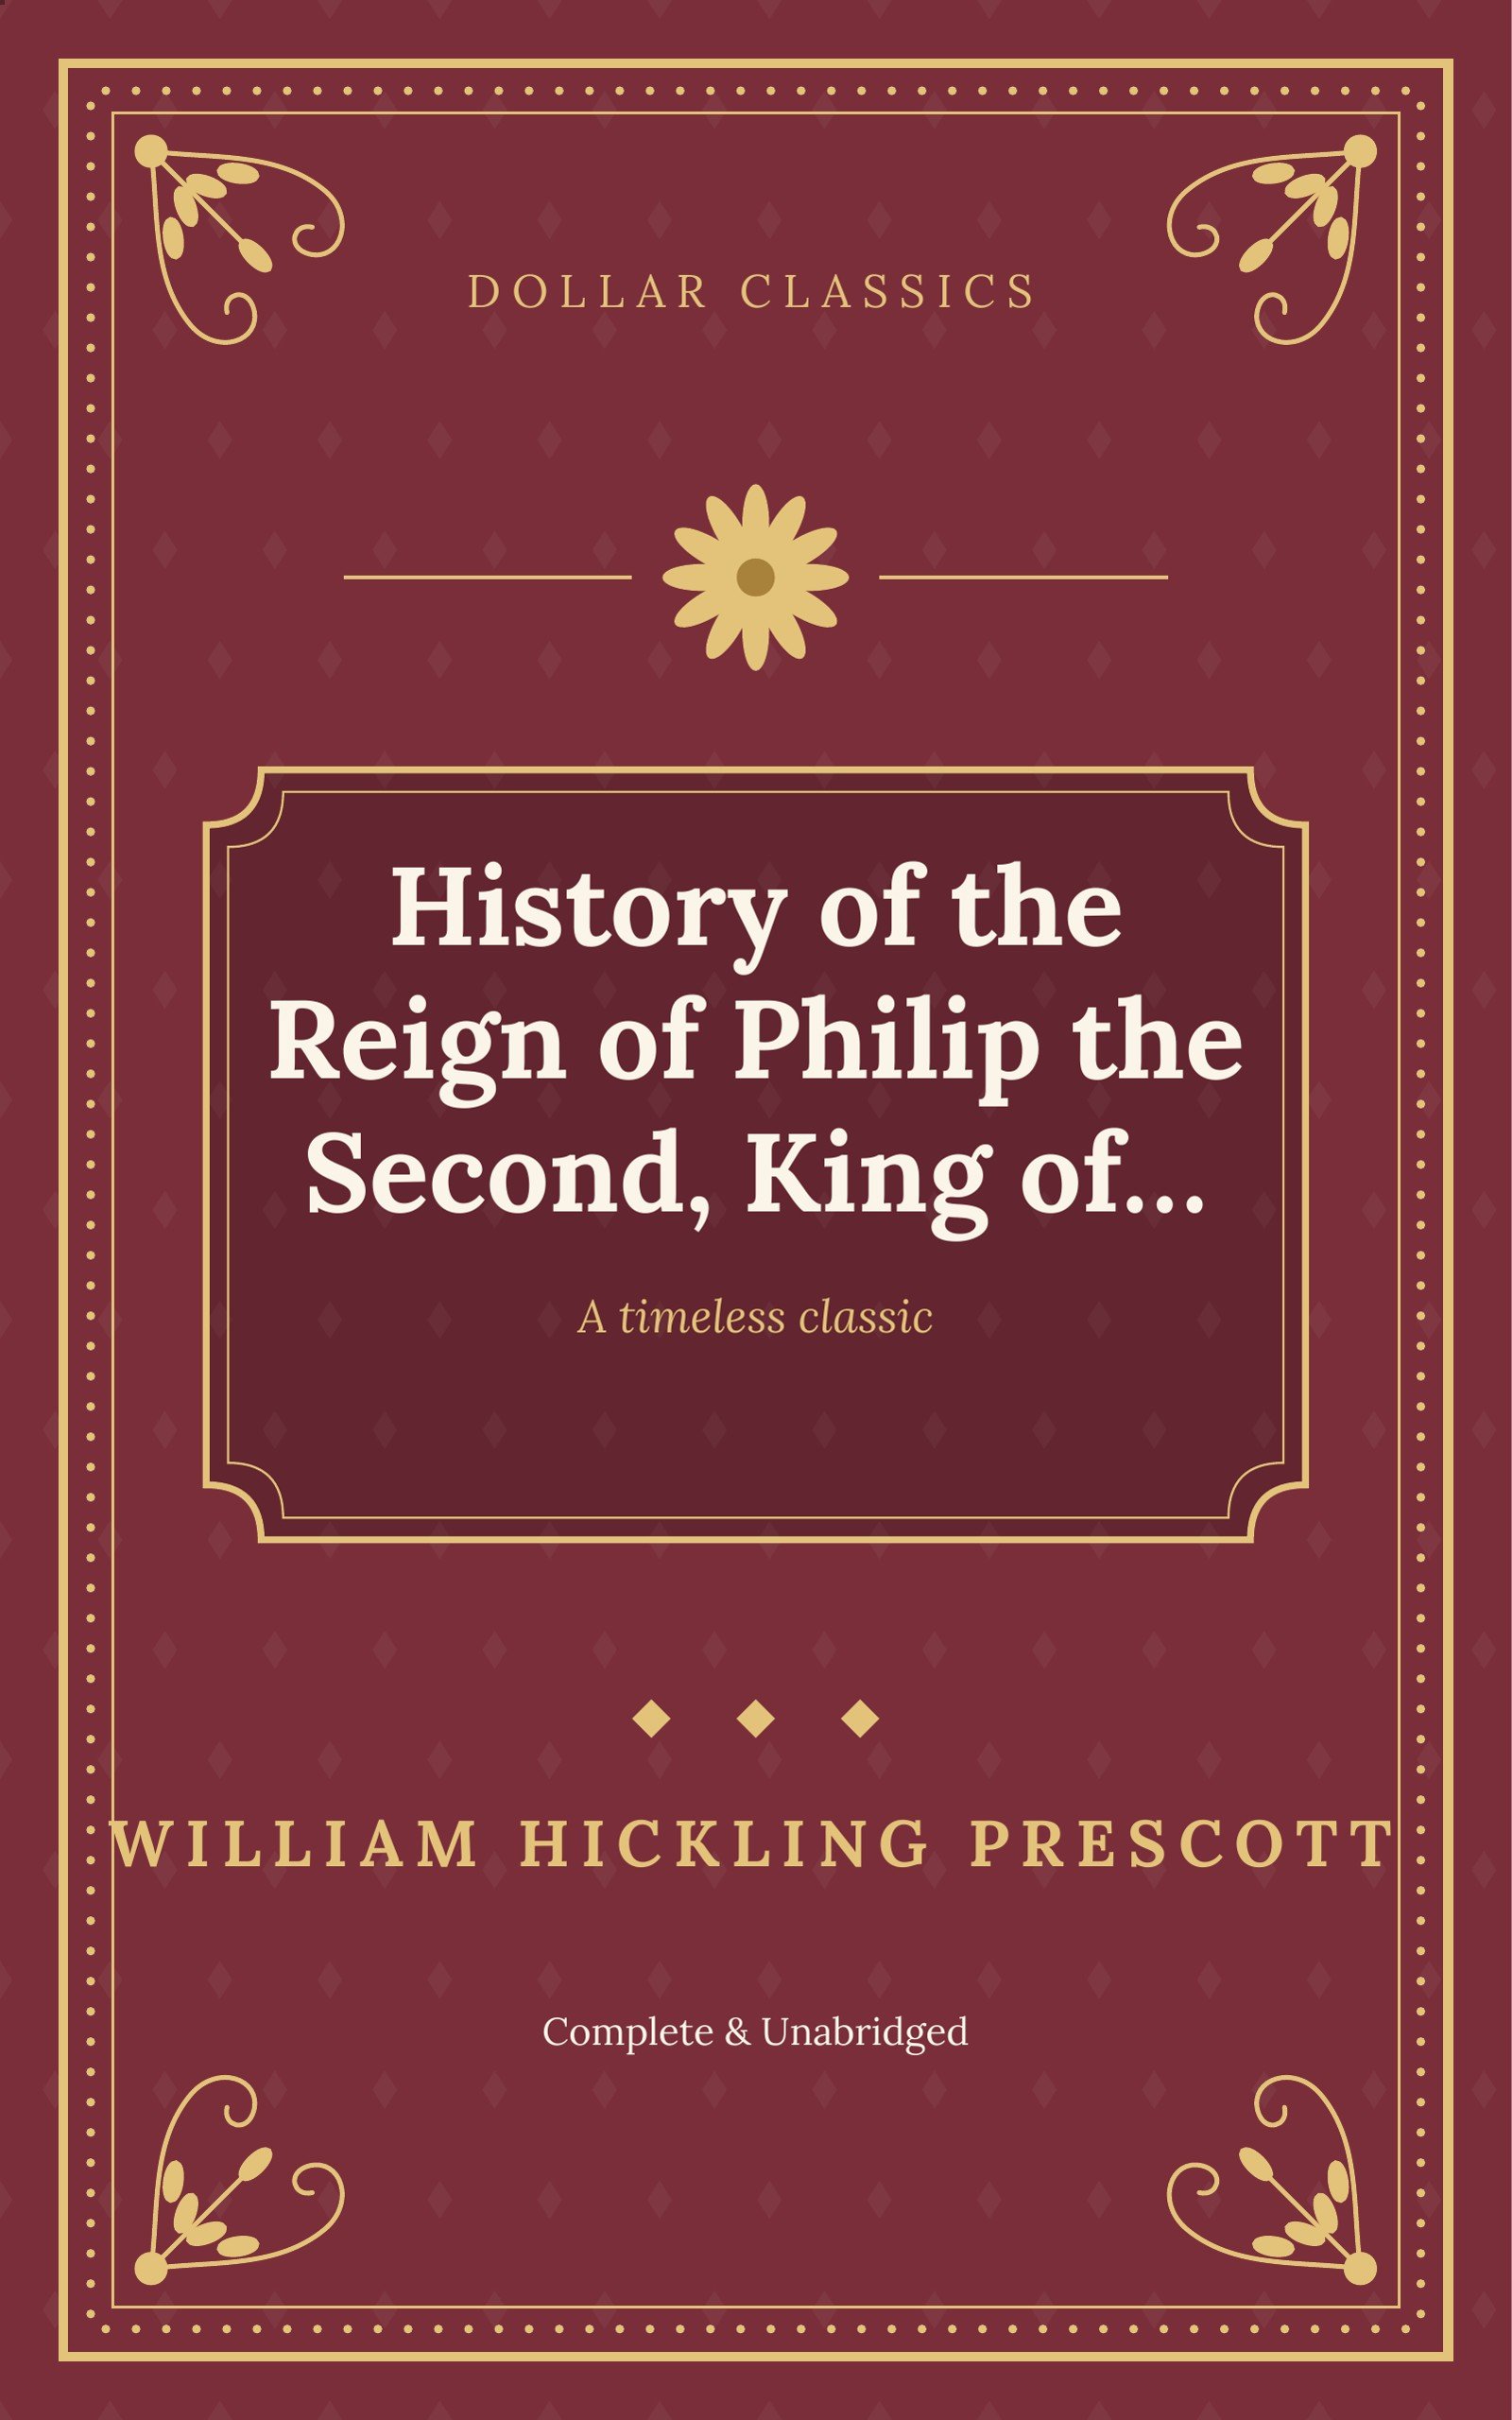 DOLLAR CLASSICS
History of the
Reign of Philip the
Second, King of...
A timeless classic
WILLIAM HICKLING PRESCOTT
Complete & Unabridged